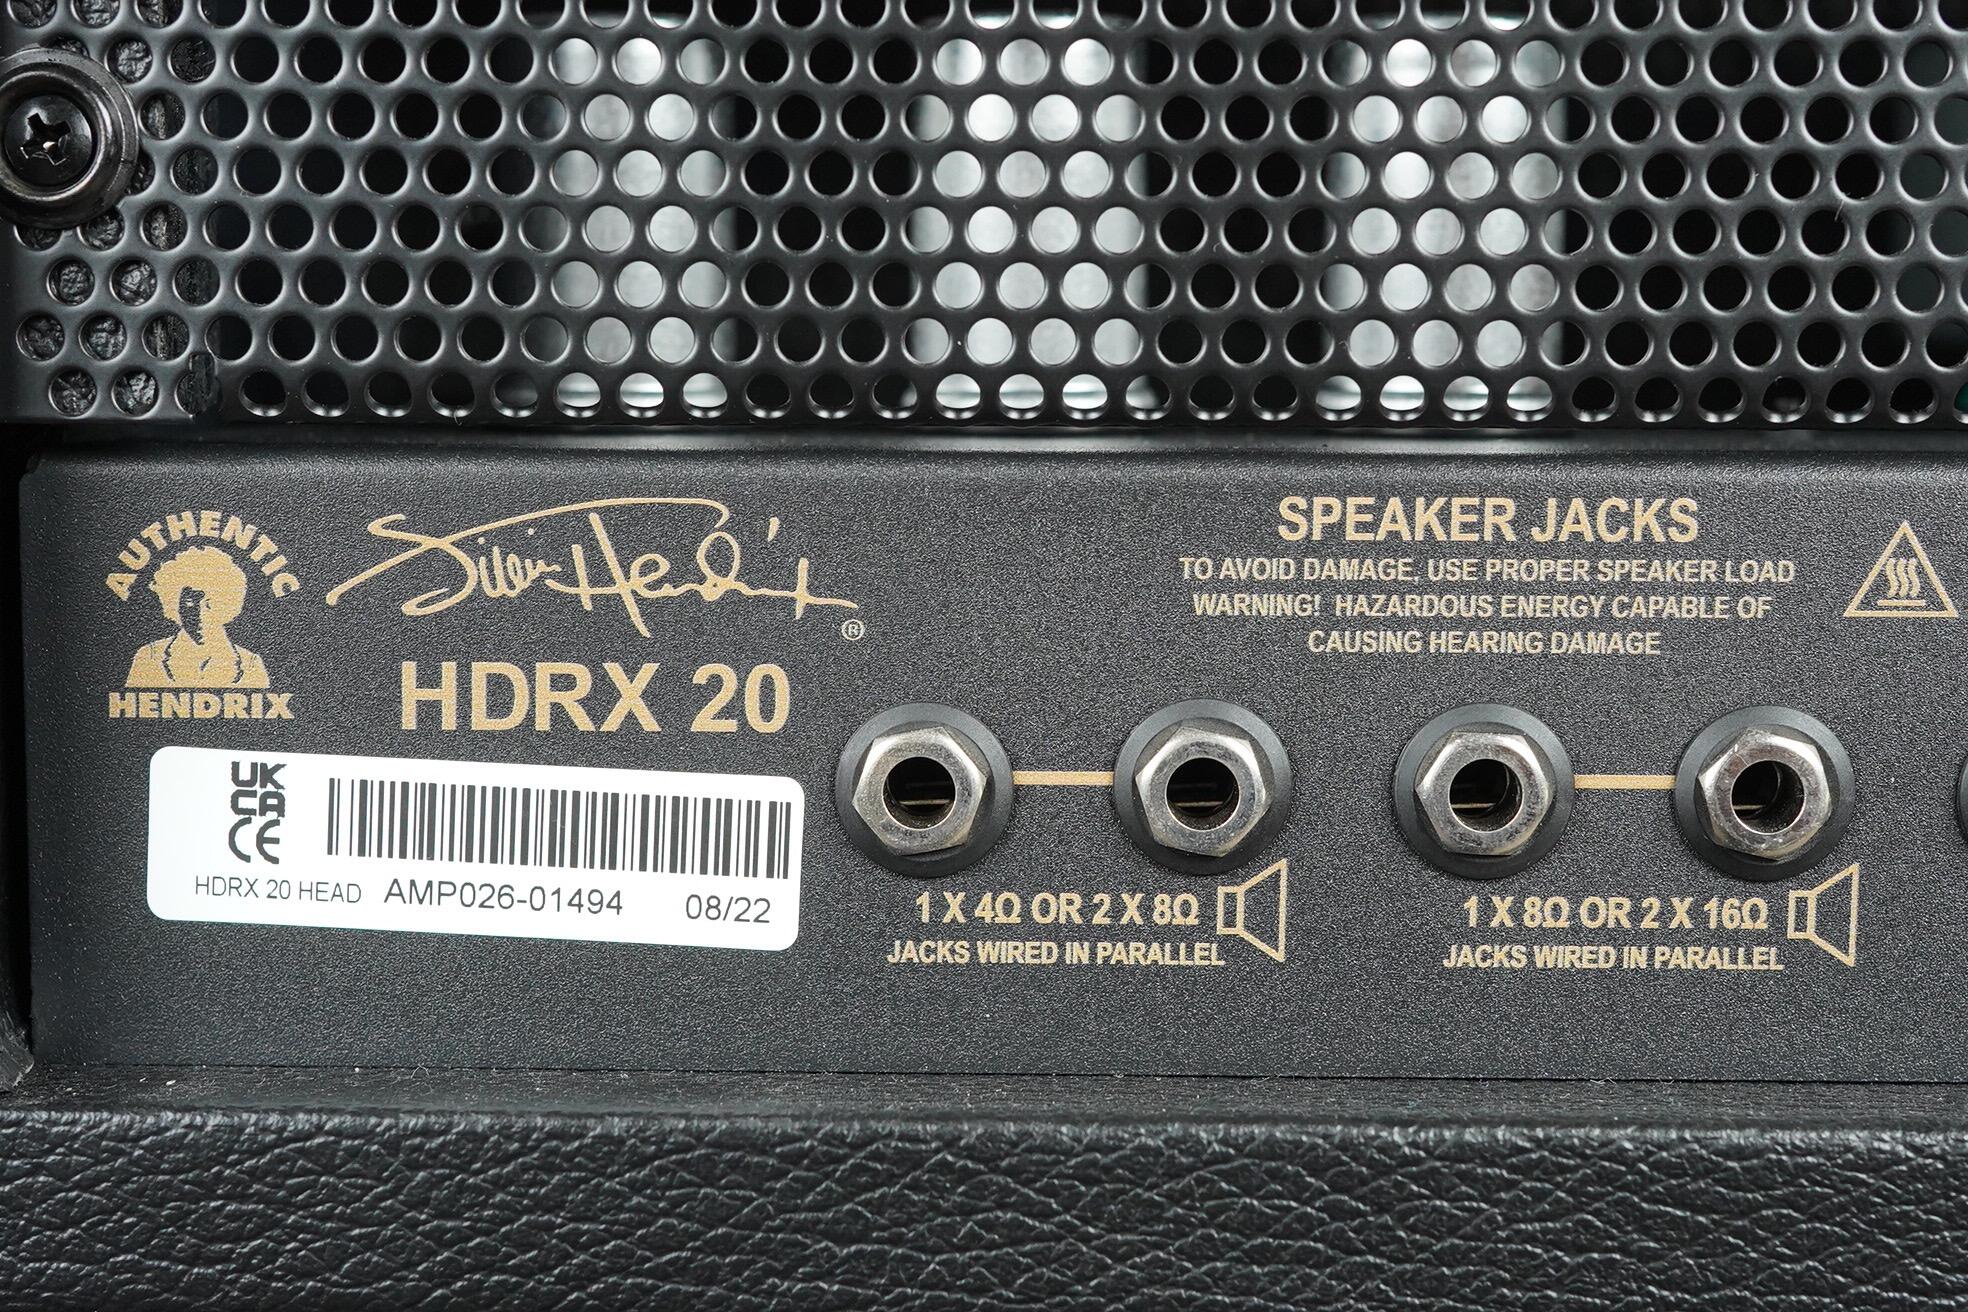 AUTHENTIC
HENDRIX
Jimi Hendrix
®
HDRX 20
UK
CA
CE
HDRX 20 HEAD AMP026-01494 08/22
SPEAKER JACKS
TO AVOID DAMAGE, USE PROPER SPEAKER LOAD
WARNING! HAZARDOUS ENERGY CAPABLE OF
CAUSING HEARING DAMAGE
1 X 4Ω OR 2 X 8Ω
JACKS WIRED IN PARALLEL
1 X 8Ω OR 2 X 16Ω
JACKS WIRED IN PARALLEL